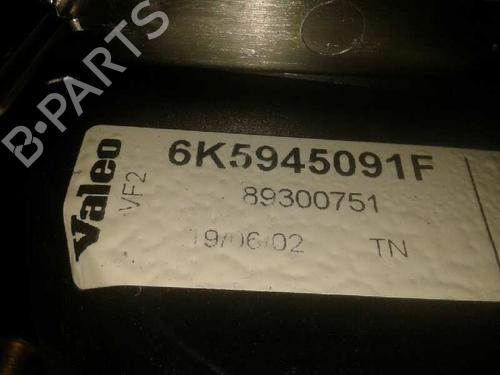 B-PARTS
Valeo
VF2
6K5945091F
89300751
19/06/02 TN